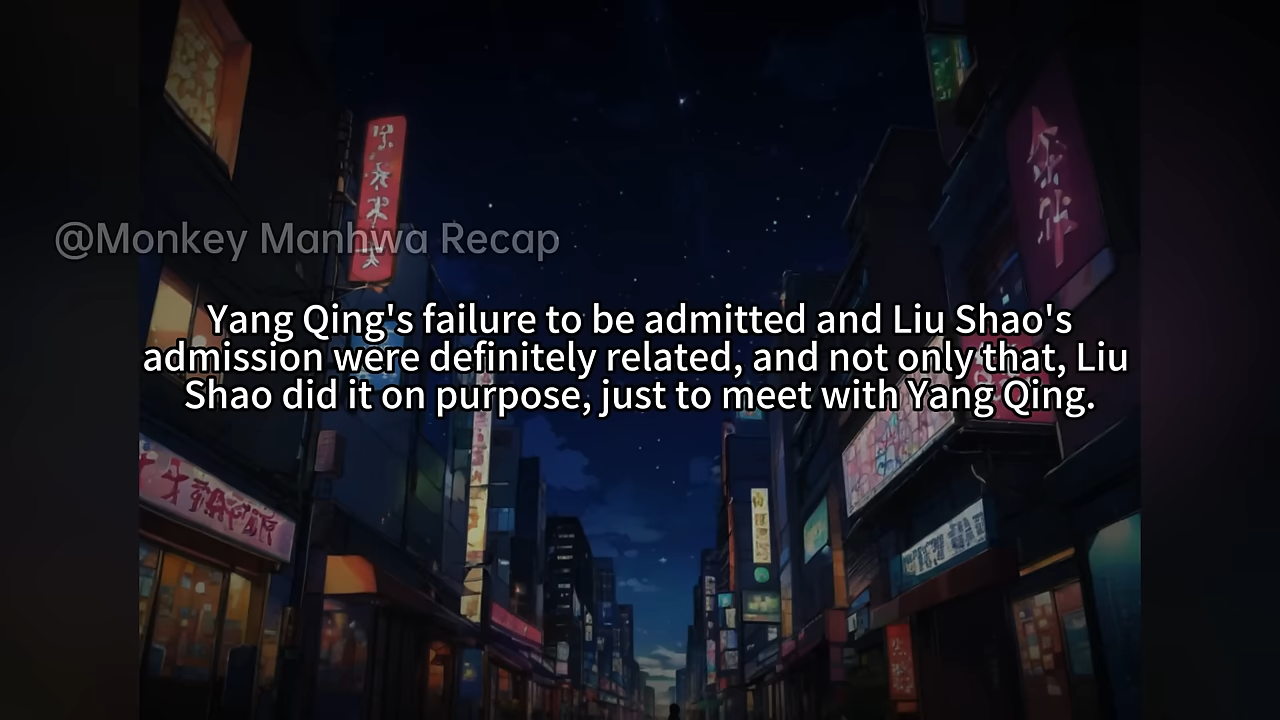 @Monkey Manhwa Recap
Yang Qing's failure to be admitted and Liu Shao's
admission were definitely related, and not only that, Liu
Shao did it on purpose, just to meet with Yang Qing.